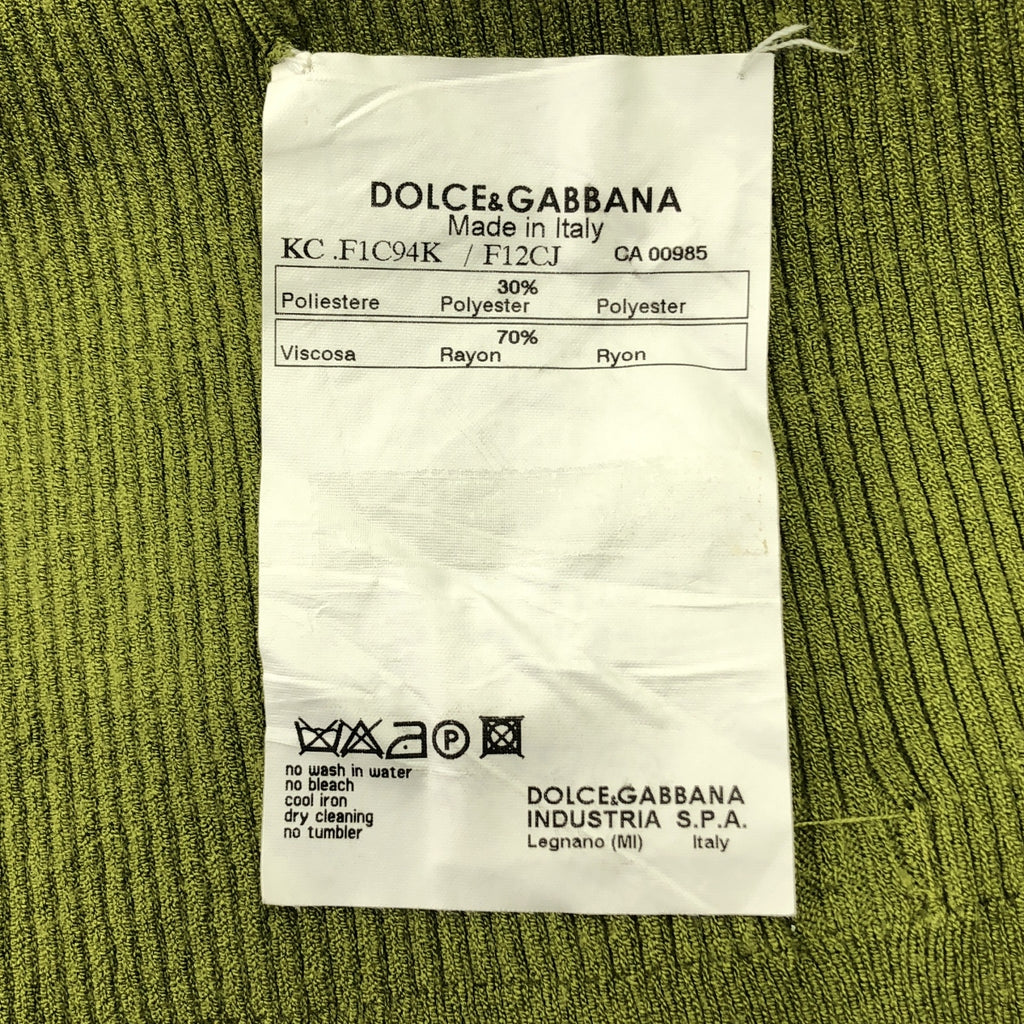 DOLCE&GABBANA
Made in Italy
KC .F1C94K / F12CJ CA 00985
30%
Poliestere Polyester Polyester
70%
Viscosa Rayon Ryon
P
no wash in water
no bleach
cool iron
dry cleaning
no tumbler
DOLCE&GABBANA
INDUSTRIA S.P.A.
Legnano (MI) Italy